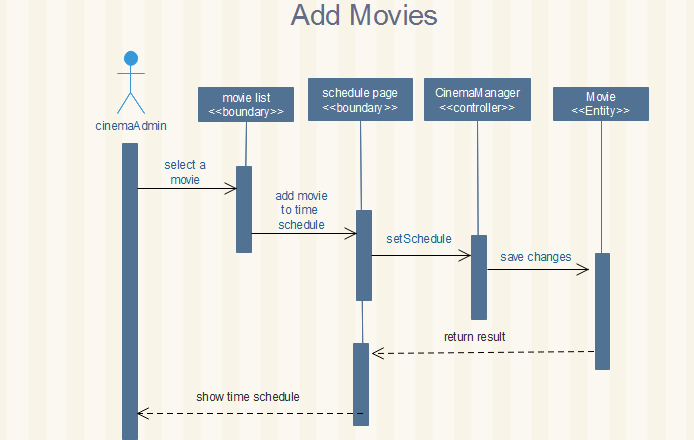 Add Movies
cinemaAdmin
movie list
<<boundary>>
schedule page
<<boundary>>
CinemaManager
<<controller>>
Movie
<<Entity>>
select a
movie
add movie
to time
schedule
setSchedule
save changes
return result
show time schedule